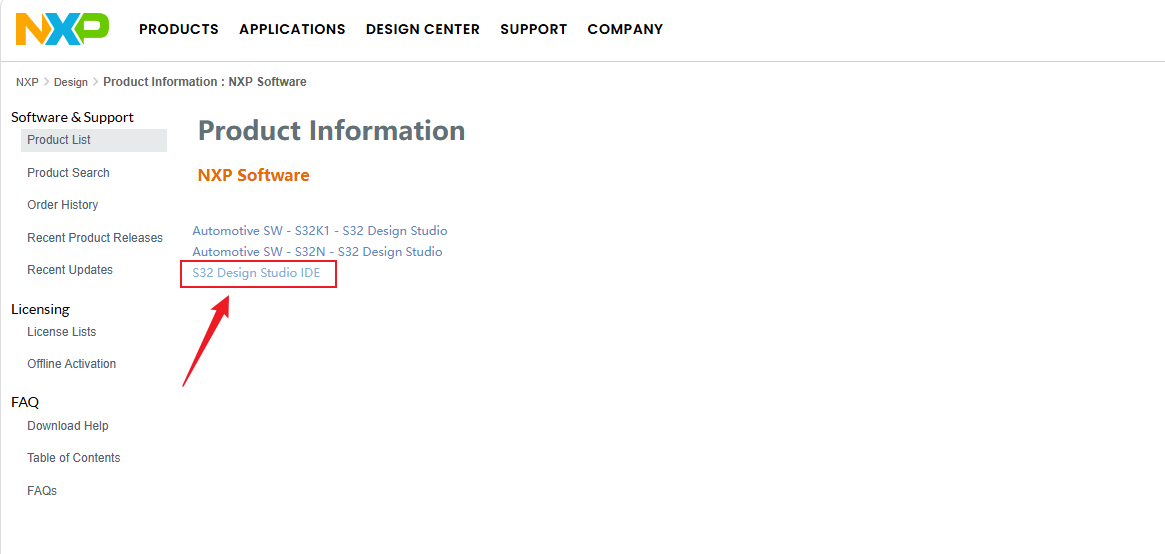 NXP
PRODUCTS APPLICATIONS DESIGN CENTER SUPPORT COMPANY
NXP > Design > Product Information : NXP Software
Software & Support
Product List
Product Search
Order History
Recent Product Releases
Recent Updates
Licensing
License Lists
Offline Activation
FAQ
Download Help
Table of Contents
FAQs
Product Information
NXP Software
Automotive SW - S32K1 - S32 Design Studio
Automotive SW - S32N - S32 Design Studio
S32 Design Studio IDE